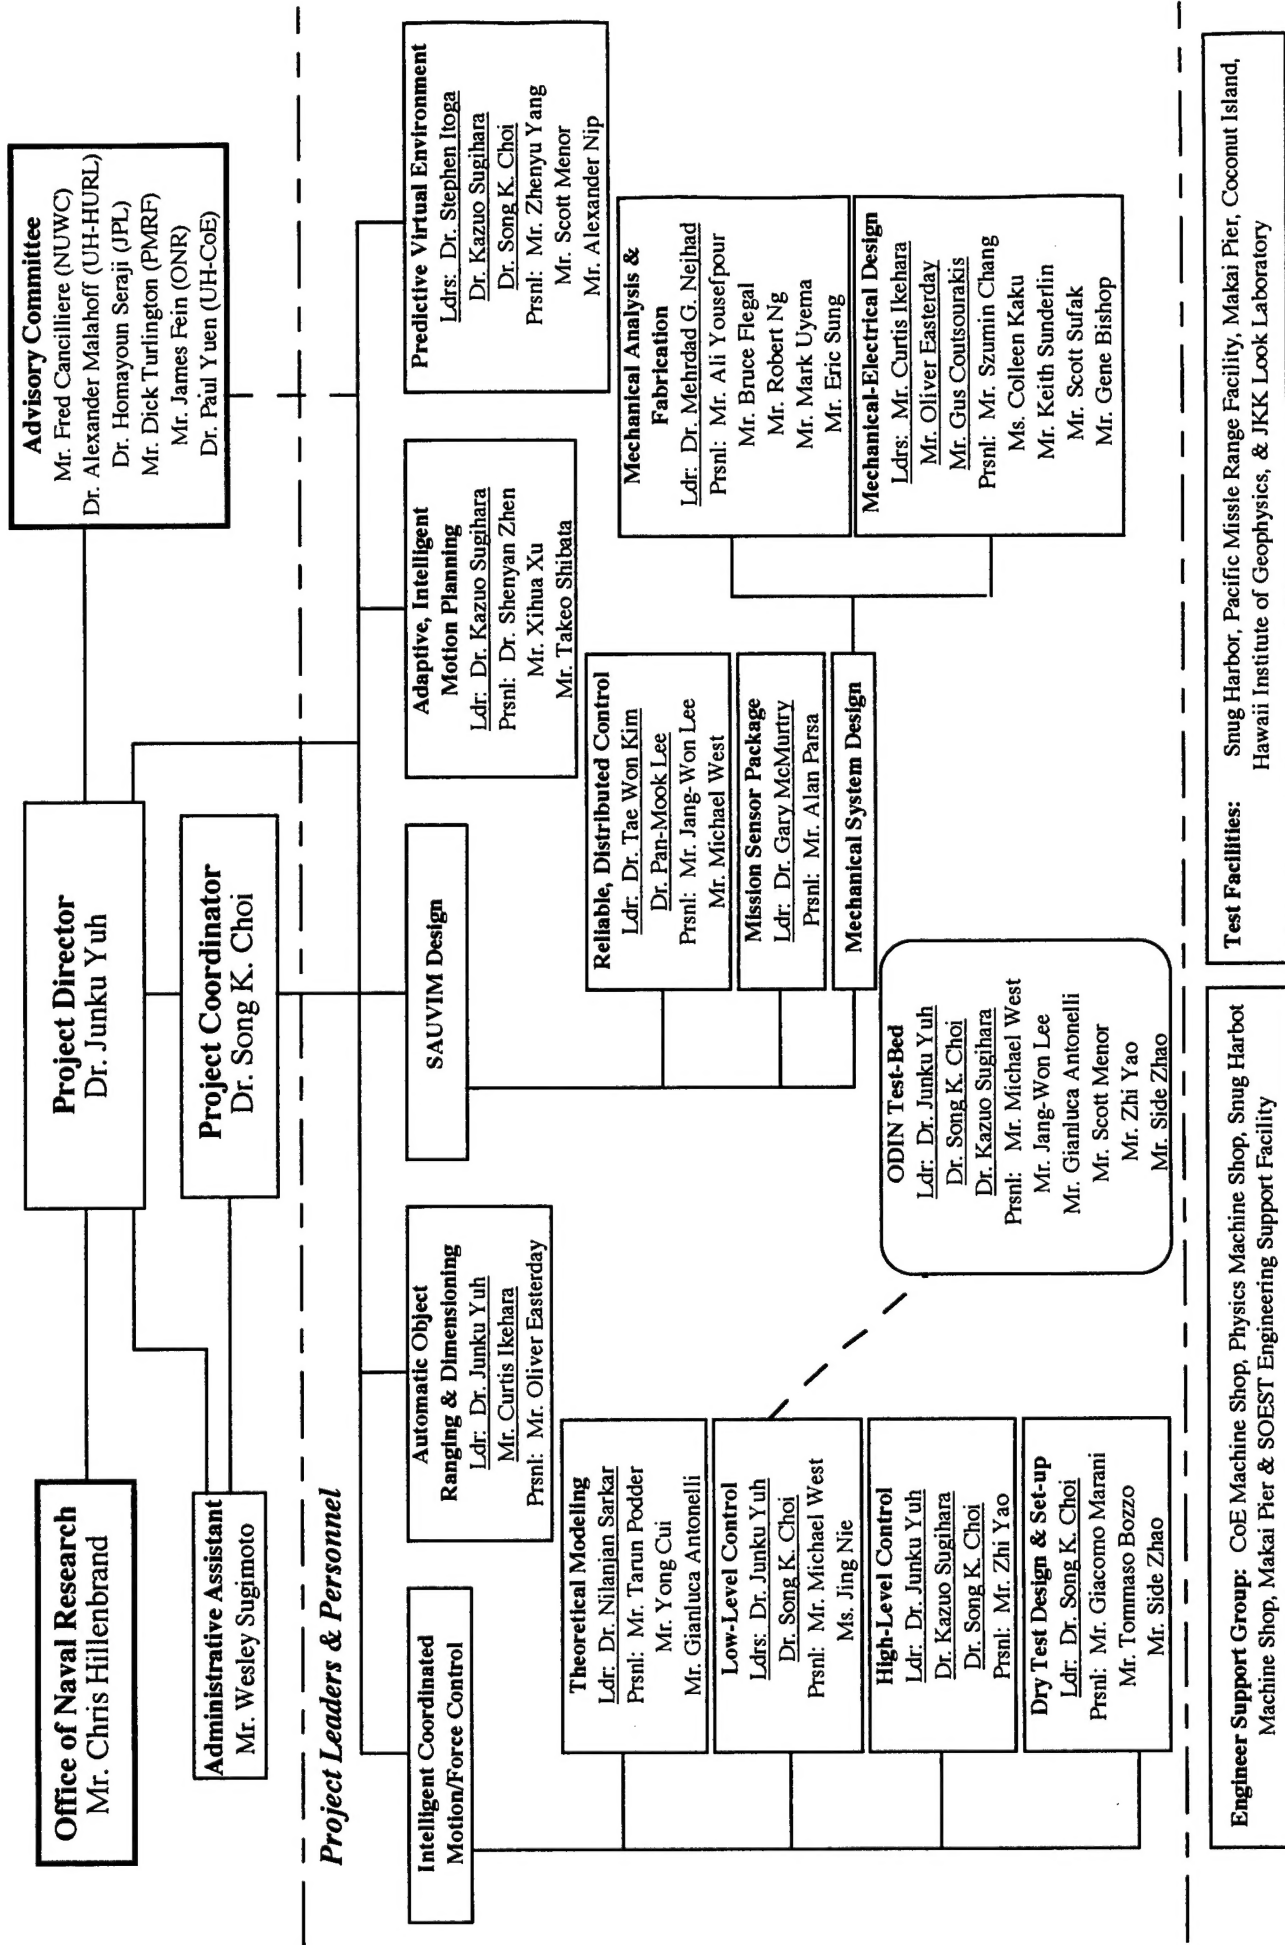 Office of Naval Research
Mr. Chris Hillenbrand
Project Director
Dr. Junku Yuh
Advisory Committee
Mr. Fred Cancilliere (NUWC)
Dr. Alexander Malahoff (UH-HURL)
Dr. Homayoun Seraji (JPL)
Mr. Dick Turlington (PMRF)
Mr. James Fein (ONR)
Dr. Paul Yuen (UH-CoE)
Administrative Assistant
Mr. Wesley Sugimoto
Project Coordinator
Dr. Song K. Choi
Project Leaders & Personnel
Intelligent Coordinated
Motion/Force Control
Automatic Object
Ranging & Dimensioning
Ldr: Dr. Junku Yuh
Mr. Curtis Ikehara
Prsnl: Mr. Oliver Easterday
SAUVIM Design
Adaptive, Intelligent
Motion Planning
Ldr: Dr. Kazuo Sugihara
Prsnl: Dr. Shenyan Zhen
Mr. Xihua Xu
Mr. Takeo Shibata
Predictive Virtual Environment
Ldrs: Dr. Stephen Itoga
Dr. Kazuo Sugihara
Dr. Song K. Choi
Prsnl: Mr. Zhenyu Yang
Mr. Scott Menor
Mr. Alexander Nip
Theoretical Modeling
Ldr: Dr. Nilanjan Sarkar
Prsnl: Mr. Tarun Podder
Mr. Yong Cui
Mr. Gianluca Antonelli
Low-Level Control
Ldrs: Dr. Junku Yuh
Dr. Song K. Choi
Prsnl: Mr. Michael West
Ms. Jing Nie
High-Level Control
Ldr: Dr. Junku Yuh
Dr. Kazuo Sugihara
Dr. Song K. Choi
Prsnl: Mr. Zhi Yao
Dry Test Design & Set-up
Ldr: Dr. Song K. Choi
Prsnl: Mr. Giacomo Marani
Mr. Tommaso Bozzo
Mr. Side Zhao
Reliable, Distributed Control
Ldr: Dr. Tae Won Kim
Dr. Pan-Mook Lee
Prsnl: Mr. Jang-Won Lee
Mr. Michael West
Mission Sensor Package
Ldr: Dr. Gary McMurtry
Prsnl: Mr. Alan Parsa
Mechanical System Design
ODIN Test-Bed
Ldr: Dr. Junku Yuh
Dr. Song K. Choi
Dr. Kazuo Sugihara
Prsnl: Mr. Michael West
Mr. Jang-Won Lee
Mr. Gianluca Antonelli
Mr. Scott Menor
Mr. Zhi Yao
Mr. Side Zhao
Mechanical Analysis &
Fabrication
Ldr: Dr. Mehrdad G. Nejhad
Prsnl: Mr. Ali Yousefpour
Mr. Bruce Flegal
Mr. Robert Ng
Mr. Mark Uyema
Mr. Eric Sung
Mechanical-Electrical Design
Ldrs: Mr. Curtis Ikehara
Mr. Oliver Easterday
Mr. Gus Coutsourakis
Prsnl: Mr. Szumin Chang
Ms. Colleen Kaku
Mr. Keith Sunderlin
Mr. Scott Sufak
Mr. Gene Bishop
Engineer Support Group: CoE Machine Shop, Physics Machine Shop, Snug Harbot
Machine Shop, Makai Pier & SOEST Engineering Support Facility
Test Facilities: Snug Harbor, Pacific Missle Range Facility, Makai Pier, Coconut Island,
Hawaii Institute of Geophysics, & JKK Look Laboratory